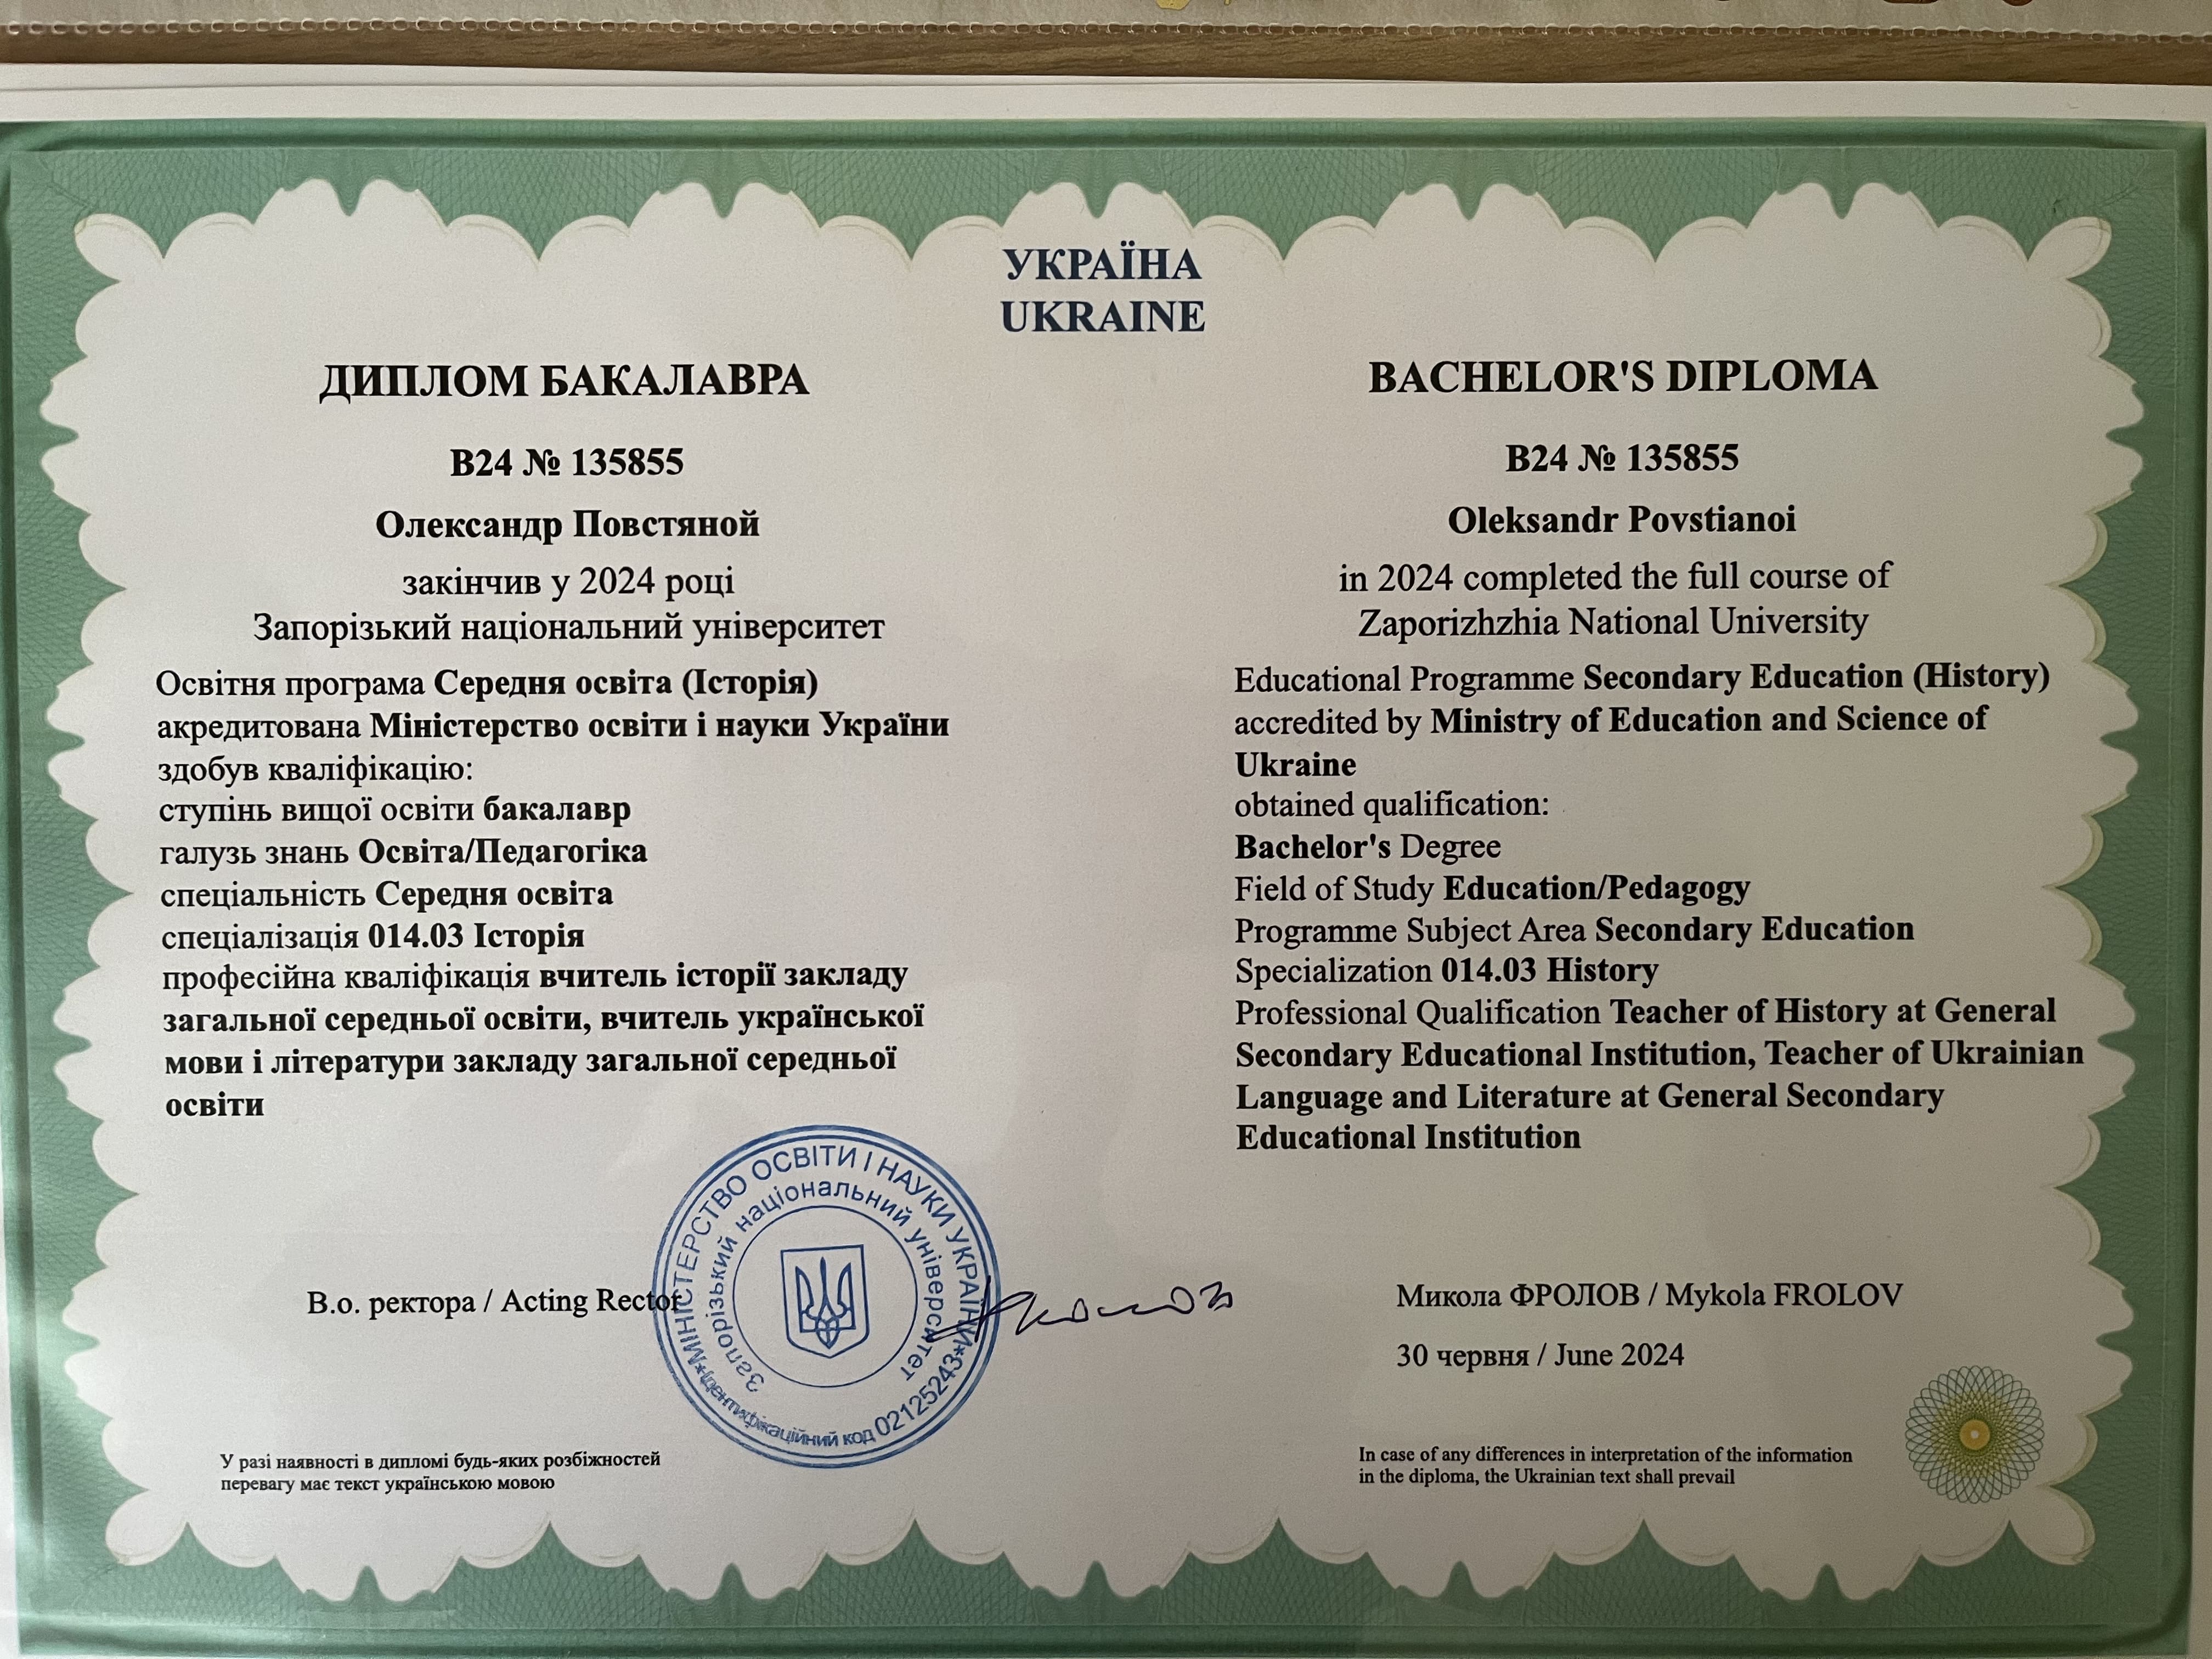 УКРАЇНА
UKRAINE
ДИПЛОМ БАКАЛАВРА
В24 № 135855
Олександр Повстяной
закінчив у 2024 році
Запорізький національний університет
Освітня програма Середня освіта (Історія)
акредитована Міністерство освіти і науки України
здобув кваліфікацію:
ступінь вищої освіти бакалавр
галузь знань Освіта/Педагогіка
спеціальність Середня освіта
спеціалізація 014.03 Історія
професійна кваліфікація вчитель історії закладу
загальної середньої освіти, вчитель української
мови і літератури закладу загальної середньої
освіти
BACHELOR'S DIPLOMA
B24 № 135855
Oleksandr Povstianoi
in 2024 completed the full course of
Zaporizhzhia National University
Educational Programme Secondary Education (History)
accredited by Ministry of Education and Science of
Ukraine
obtained qualification:
Bachelor's Degree
Field of Study Education/Pedagogy
Programme Subject Area Secondary Education
Specialization 014.03 History
Professional Qualification Teacher of History at General
Secondary Educational Institution, Teacher of Ukrainian
Language and Literature at General Secondary
Educational Institution
В.о. ректора / Acting Rector
*МІНІСТЕРСТВО ОСВІТИ І НАУКИ УКРАЇНИ*
Ідентифікаційний код 02125243
Запорізький національний університет
Микола ФРОЛОВ / Mykola FROLOV
30 червня / June 2024
У разі наявності в дипломі будь-яких розбіжностей
перевагу має текст українською мовою
In case of any differences in interpretation of the information
in the diploma, the Ukrainian text shall prevail